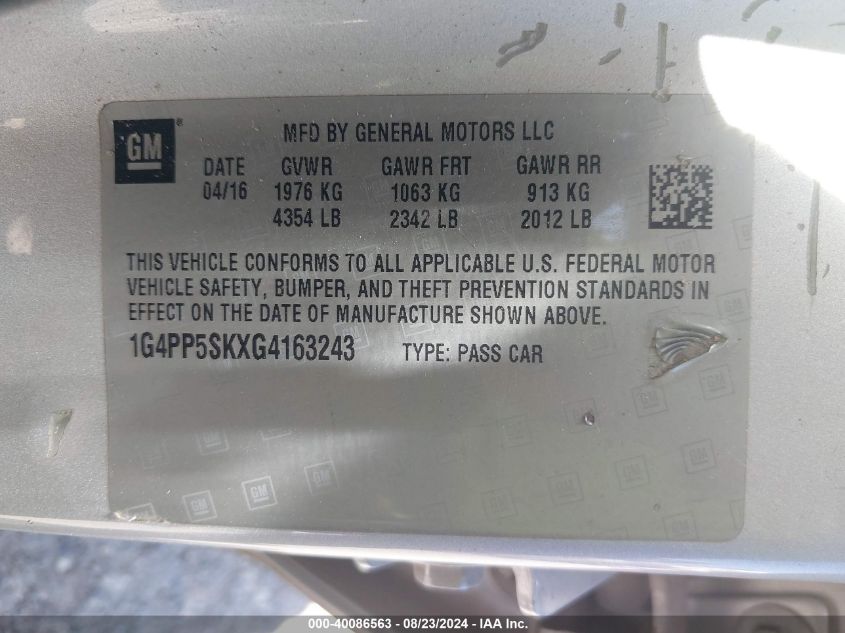 GM
MFD BY GENERAL MOTORS LLC
DATE GVWR GAWR FRT GAWR RR
04/16 1976 KG 1063 KG 913 KG
4354 LB 2342 LB 2012 LB
THIS VEHICLE CONFORMS TO ALL APPLICABLE U.S. FEDERAL MOTOR
VEHICLE SAFETY, BUMPER, AND THEFT PREVENTION STANDARDS IN
EFFECT ON THE DATE OF MANUFACTURE SHOWN ABOVE.
1G4PP5SKXG4163243 TYPE: PASS CAR
000-40086563 - 08/23/2024 - IAAI.com